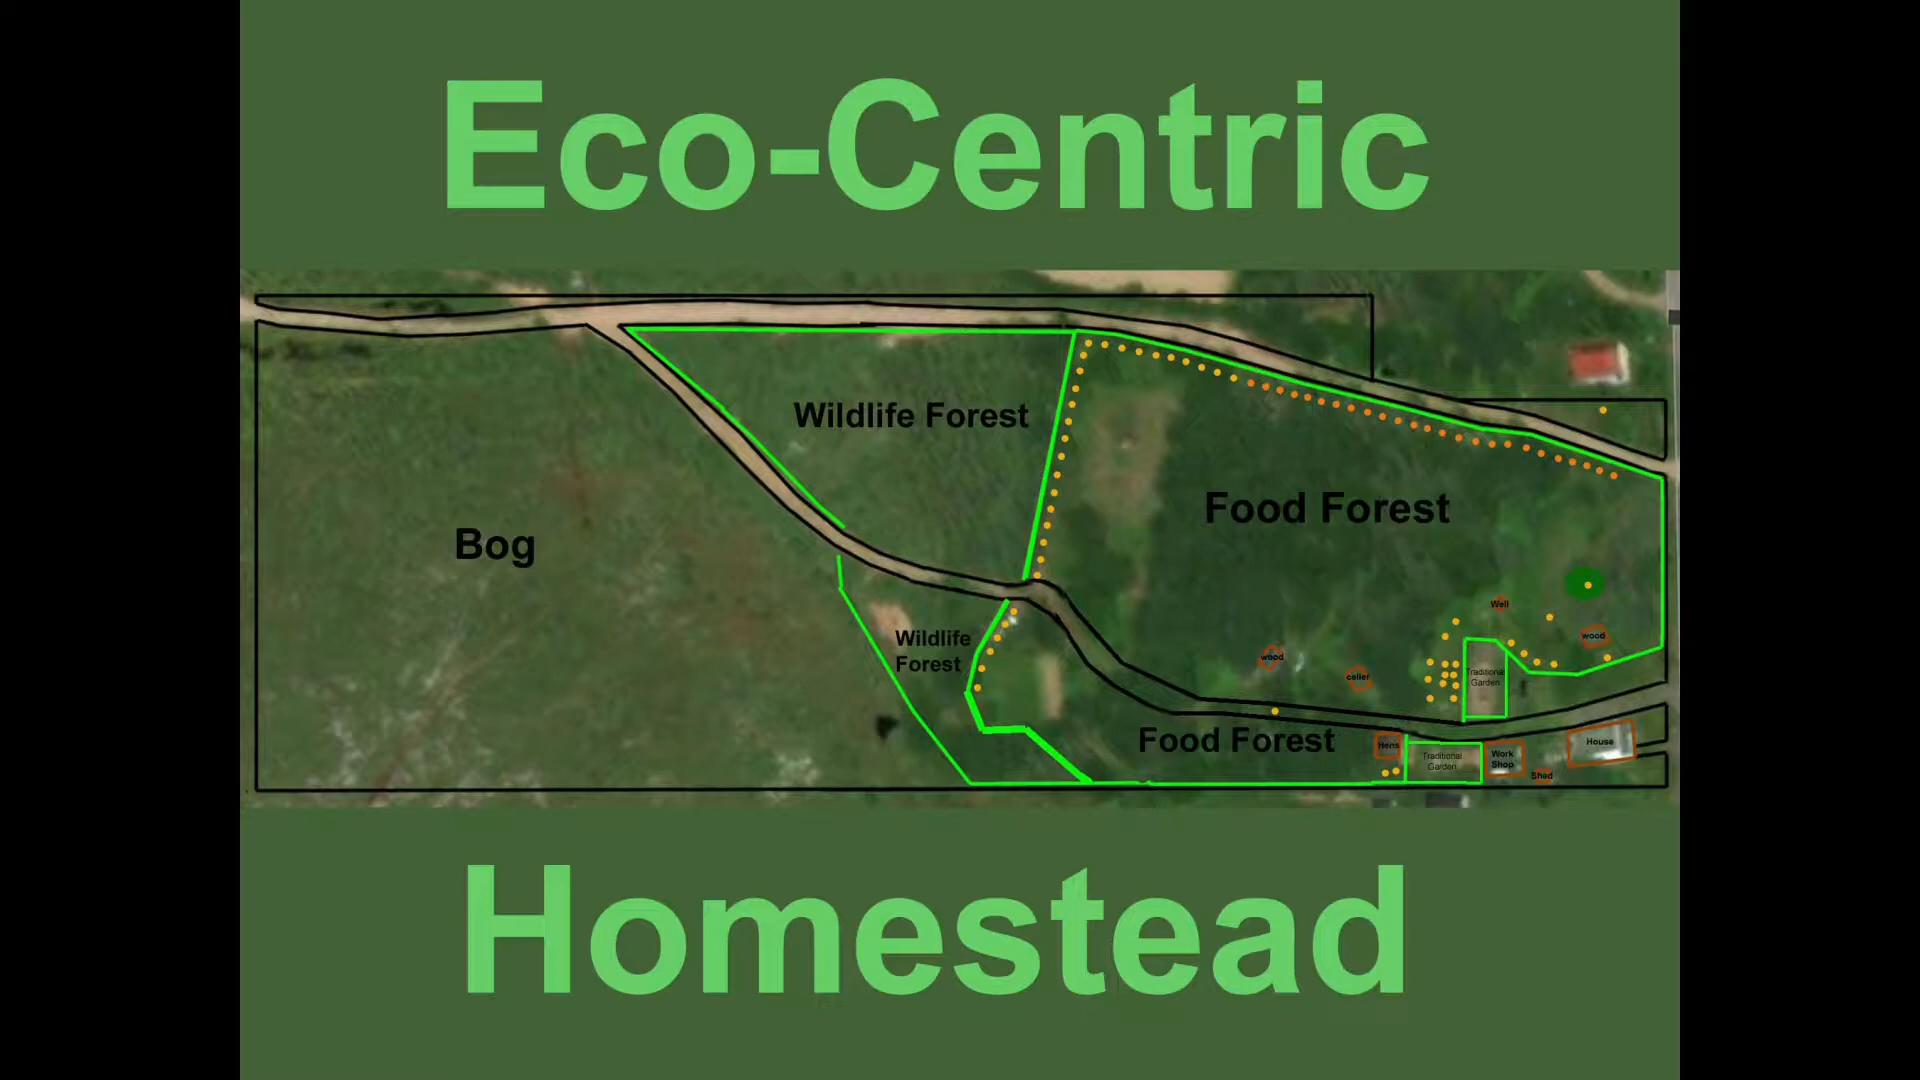 Eco-Centric
Wildlife Forest
Food Forest
Bog
Well
Wildlife
Forest
wood
wood
celler
Traditional
Garden
Food Forest
Hens
Traditional
Garden
Work
Shop
House
Shed
Homestead